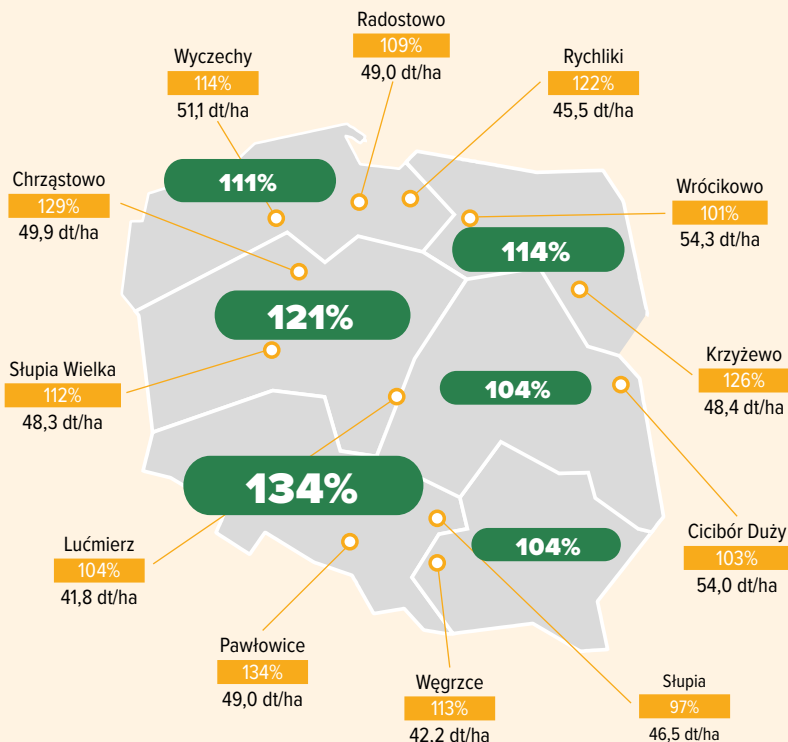 Radostowo
109%
49,0 dt/ha
Wyczechy
114%
51,1 dt/ha
Rychliki
122%
45,5 dt/ha
Chrząstowo
129%
49,9 dt/ha
111%
Wrócikowo
101%
54,3 dt/ha
114%
121%
Słupia Wielka
112%
48,3 dt/ha
Krzyżewo
126%
48,4 dt/ha
104%
134%
Lućmierz
104%
41,8 dt/ha
104%
Cicibór Duży
103%
54,0 dt/ha
Pawłowice
134%
49,0 dt/ha
Węgrzce
113%
42,2 dt/ha
Słupia
97%
46,5 dt/ha